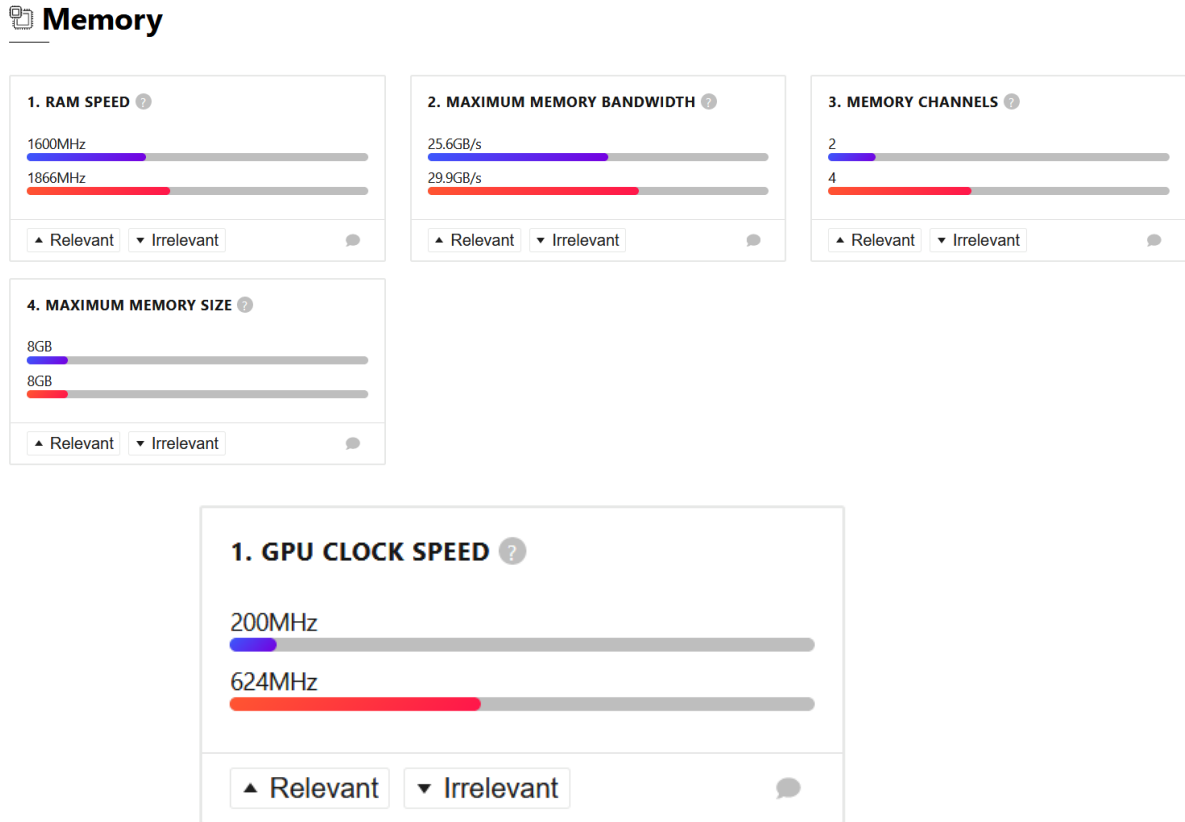 Memory
1. RAM SPEED ?
1600MHz
1866MHz
▲ Relevant ▼ Irrelevant
2. MAXIMUM MEMORY BANDWIDTH ?
25.6GB/s
29.9GB/s
▲ Relevant ▼ Irrelevant
3. MEMORY CHANNELS ?
2
4
▲ Relevant ▼ Irrelevant
4. MAXIMUM MEMORY SIZE ?
8GB
8GB
▲ Relevant ▼ Irrelevant
1. GPU CLOCK SPEED ?
200MHz
624MHz
▲ Relevant ▼ Irrelevant